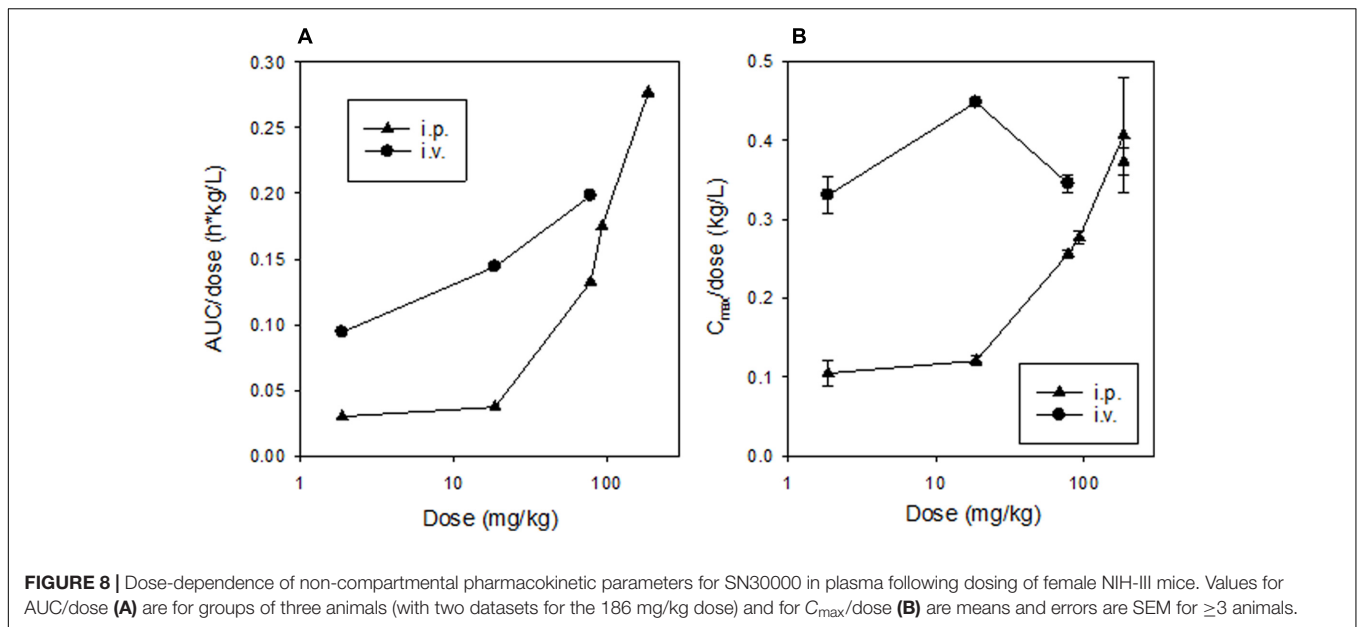 A
B
0.30
0.25
0.20
0.15
0.10
0.05
0.00
AUC/dose (h*kg/L)
i.p.
i.v.
1
10
100
Dose (mg/kg)
0.5
0.4
0.3
0.2
0.1
0.0
Cmax/dose (kg/L)
i.p.
i.v.
1
10
100
Dose (mg/kg)
FIGURE 8 | Dose-dependence of non-compartmental pharmacokinetic parameters for SN30000 in plasma following dosing of female NIH-III mice. Values for
AUC/dose (A) are for groups of three animals (with two datasets for the 186 mg/kg dose) and for Cmax/dose (B) are means and errors are SEM for ≥3 animals.